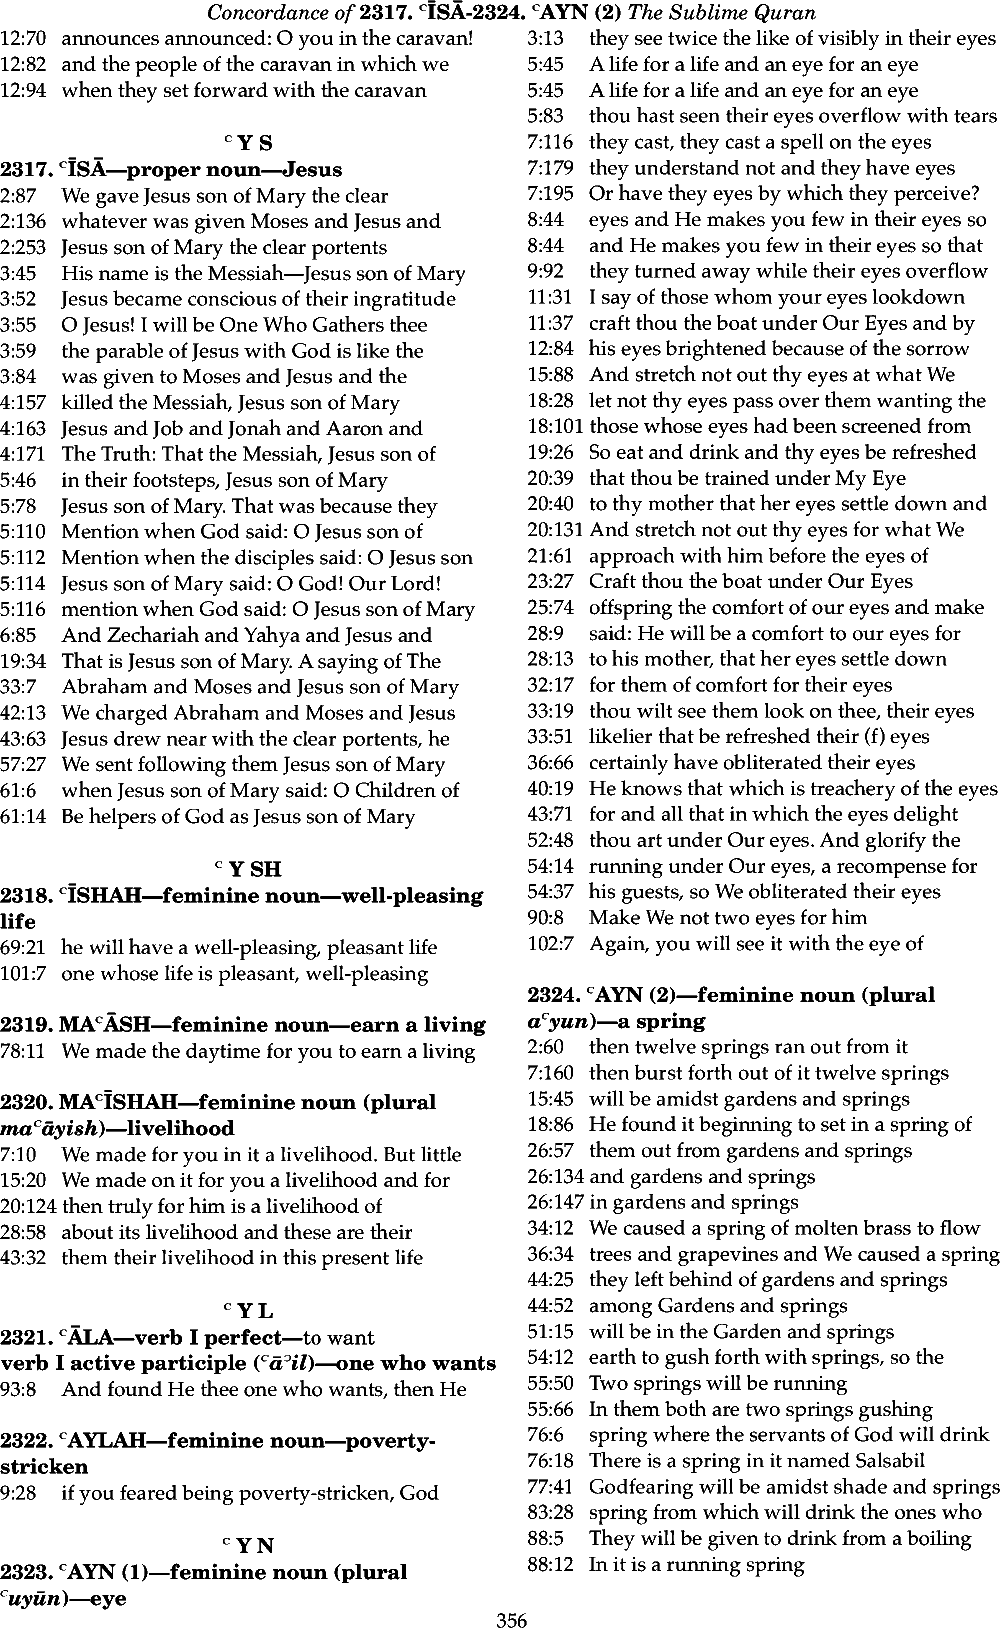 Concordance of 2317. ᶜĪSĀ-2324. ᶜAYN (2) The Sublime Quran
12:70 announces announced: O you in the caravan!
12:82 and the people of the caravan in which we
12:94 when they set forward with the caravan
ᶜ Y S
2317. ᶜĪSĀ—proper noun—Jesus
2:87 We gave Jesus son of Mary the clear
2:136 whatever was given Moses and Jesus and
2:253 Jesus son of Mary the clear portents
3:45 His name is the Messiah—Jesus son of Mary
3:52 Jesus became conscious of their ingratitude
3:55 O Jesus! I will be One Who Gathers thee
3:59 the parable of Jesus with God is like the
3:84 was given to Moses and Jesus and the
4:157 killed the Messiah, Jesus son of Mary
4:163 Jesus and Job and Jonah and Aaron and
4:171 The Truth: That the Messiah, Jesus son of
5:46 in their footsteps, Jesus son of Mary
5:78 Jesus son of Mary. That was because they
5:110 Mention when God said: O Jesus son of
5:112 Mention when the disciples said: O Jesus son
5:114 Jesus son of Mary said: O God! Our Lord!
5:116 mention when God said: O Jesus son of Mary
6:85 And Zechariah and Yahya and Jesus and
19:34 That is Jesus son of Mary. A saying of The
33:7 Abraham and Moses and Jesus son of Mary
42:13 We charged Abraham and Moses and Jesus
43:63 Jesus drew near with the clear portents, he
57:27 We sent following them Jesus son of Mary
61:6 when Jesus son of Mary said: O Children of
61:14 Be helpers of God as Jesus son of Mary
ᶜ Y SH
2318. ᶜĪSHAH—feminine noun—well-pleasing
life
69:21 he will have a well-pleasing, pleasant life
101:7 one whose life is pleasant, well-pleasing
2319. MAᶜĀSH—feminine noun—earn a living
78:11 We made the daytime for you to earn a living
2320. MAᶜĪSHAH—feminine noun (plural
maᶜāyish)—livelihood
7:10 We made for you in it a livelihood. But little
15:20 We made on it for you a livelihood and for
20:124 then truly for him is a livelihood of
28:58 about its livelihood and these are their
43:32 them their livelihood in this present life
ᶜ Y L
2321. ᶜĀLA—verb I perfect—to want
verb I active participle (ᶜāᵓil)—one who wants
93:8 And found He thee one who wants, then He
2322. ᶜAYLAH—feminine noun—poverty-
stricken
9:28 if you feared being poverty-stricken, God
ᶜ Y N
2323. ᶜAYN (1)—feminine noun (plural
ᶜuyūn)—eye
3:13 they see twice the like of visibly in their eyes
5:45 A life for a life and an eye for an eye
5:45 A life for a life and an eye for an eye
5:83 thou hast seen their eyes overflow with tears
7:116 they cast, they cast a spell on the eyes
7:179 they understand not and they have eyes
7:195 Or have they eyes by which they perceive?
8:44 eyes and He makes you few in their eyes so
8:44 and He makes you few in their eyes so that
9:92 they turned away while their eyes overflow
11:31 I say of those whom your eyes lookdown
11:37 craft thou the boat under Our Eyes and by
12:84 his eyes brightened because of the sorrow
15:88 And stretch not out thy eyes at what We
18:28 let not thy eyes pass over them wanting the
18:101 those whose eyes had been screened from
19:26 So eat and drink and thy eyes be refreshed
20:39 that thou be trained under My Eye
20:40 to thy mother that her eyes settle down and
20:131 And stretch not out thy eyes for what We
21:61 approach with him before the eyes of
23:27 Craft thou the boat under Our Eyes
25:74 offspring the comfort of our eyes and make
28:9 said: He will be a comfort to our eyes for
28:13 to his mother, that her eyes settle down
32:17 for them of comfort for their eyes
33:19 thou wilt see them look on thee, their eyes
33:51 likelier that be refreshed their (f) eyes
36:66 certainly have obliterated their eyes
40:19 He knows that which is treachery of the eyes
43:71 for and all that in which the eyes delight
52:48 thou art under Our eyes. And glorify the
54:14 running under Our eyes, a recompense for
54:37 his guests, so We obliterated their eyes
90:8 Make We not two eyes for him
102:7 Again, you will see it with the eye of
2324. ᶜAYN (2)—feminine noun (plural
aᶜyun)—a spring
2:60 then twelve springs ran out from it
7:160 then burst forth out of it twelve springs
15:45 will be amidst gardens and springs
18:86 He found it beginning to set in a spring of
26:57 them out from gardens and springs
26:134 and gardens and springs
26:147 in gardens and springs
34:12 We caused a spring of molten brass to flow
36:34 trees and grapevines and We caused a spring
44:25 they left behind of gardens and springs
44:52 among Gardens and springs
51:15 will be in the Garden and springs
54:12 earth to gush forth with springs, so the
55:50 Two springs will be running
55:66 In them both are two springs gushing
76:6 spring where the servants of God will drink
76:18 There is a spring in it named Salsabil
77:41 Godfearing will be amidst shade and springs
83:28 spring from which will drink the ones who
88:5 They will be given to drink from a boiling
88:12 In it is a running spring
356